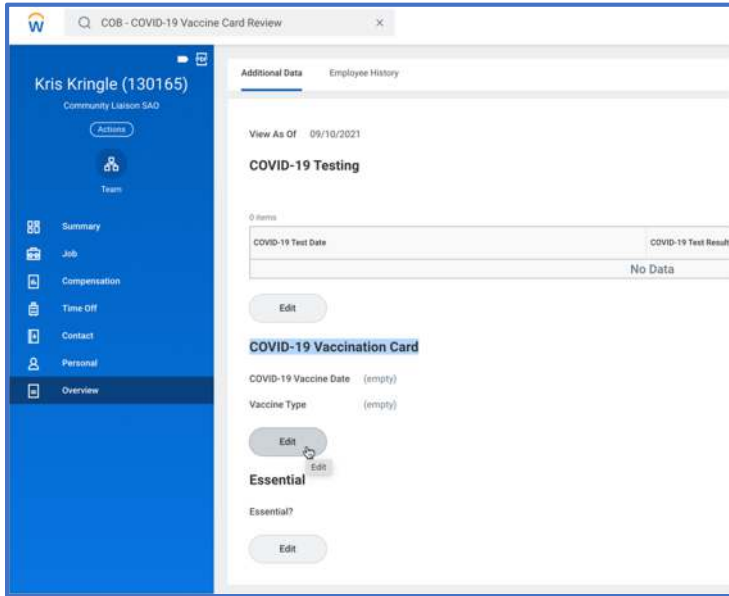 COB - COVID-19 Vaccine Card Review
PDF
Kris Kringle (130165)
Community Liaison SAO
Actions
Team
Summary
Job
Compensation
Time Off
Contact
Personal
Overview
Additional Data Employee History
View As Of 09/10/2021
COVID-19 Testing
0 items
COVID-19 Test Date COVID-19 Test Result
No Data
Edit
COVID-19 Vaccination Card
COVID-19 Vaccine Date (empty)
Vaccine Type (empty)
Edit
Edit
Essential
Essential?
Edit